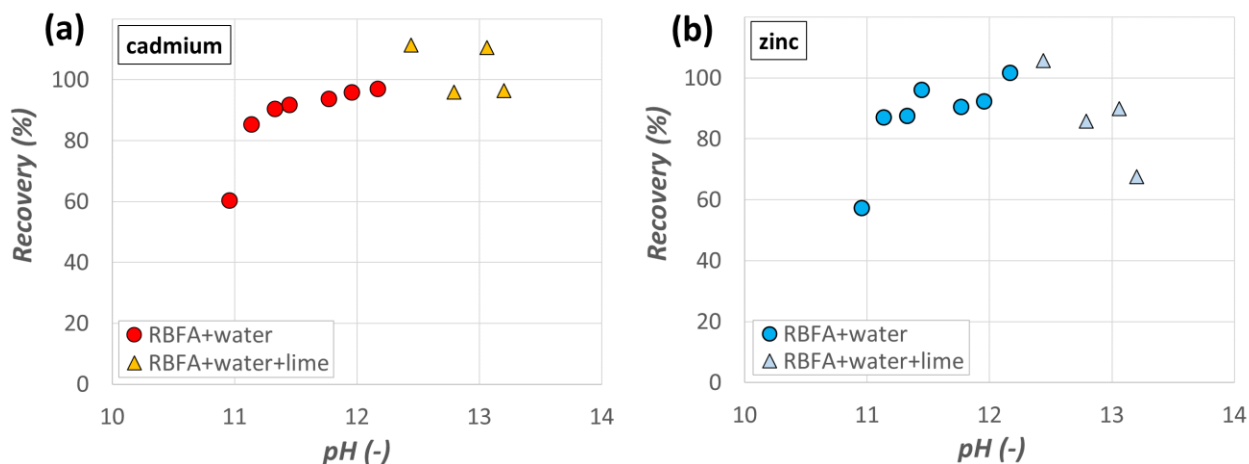 (a)
cadmium
Recovery (%)
100
80
60
40
20
0
RBFA+water
RBFA+water+lime
10 11 12 13 14
pH (-)
(b)
zinc
Recovery (%)
100
80
60
40
20
0
RBFA+water
RBFA+water+lime
10 11 12 13 14
pH (-)